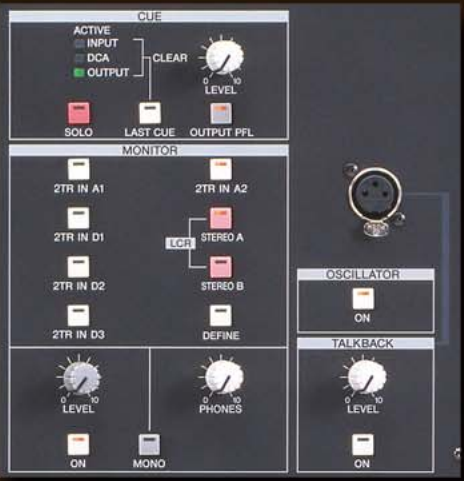 CUE
ACTIVE
INPUT
DCA
OUTPUT
CLEAR
0 10
LEVEL
SOLO LAST CUE OUTPUT PFL
MONITOR
2TR IN A1 2TR IN A2
2TR IN D1 STEREO A
LCR
2TR IN D2 STEREO B
2TR IN D3 DEFINE
0 10
LEVEL
0 10
PHONES
ON MONO
OSCILLATOR
ON
TALKBACK
0 10
LEVEL
ON